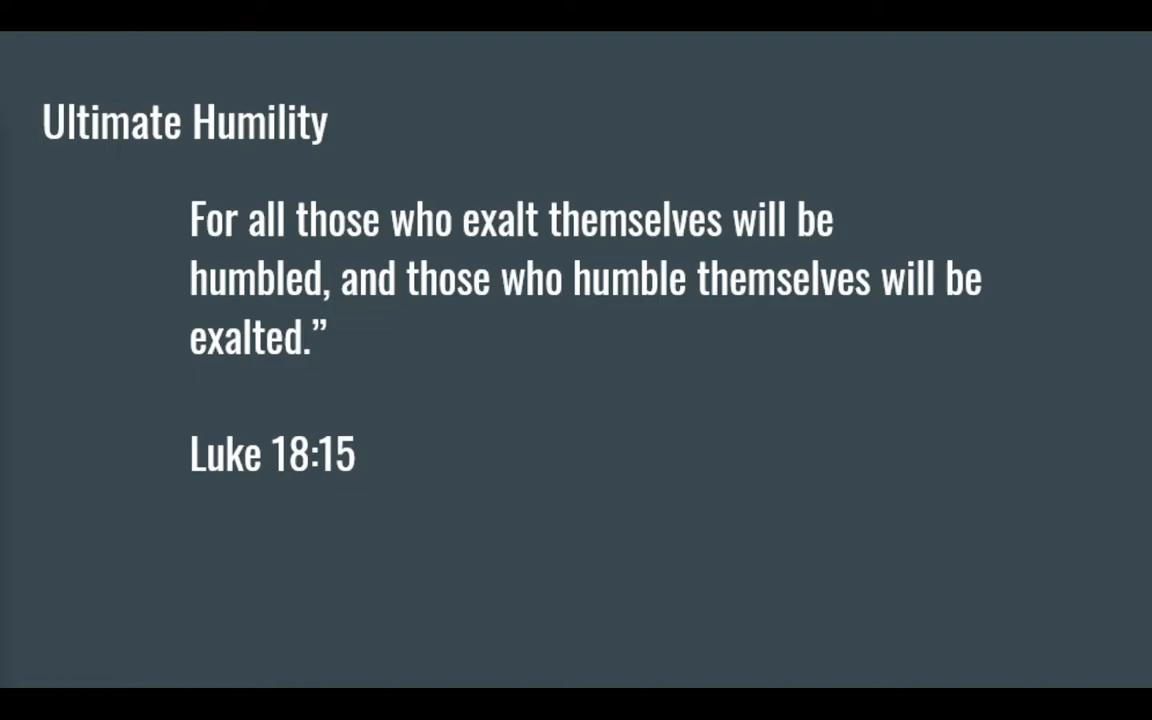 Ultimate Humility
For all those who exalt themselves will be
humbled, and those who humble themselves will be
exalted.”
Luke 18:15